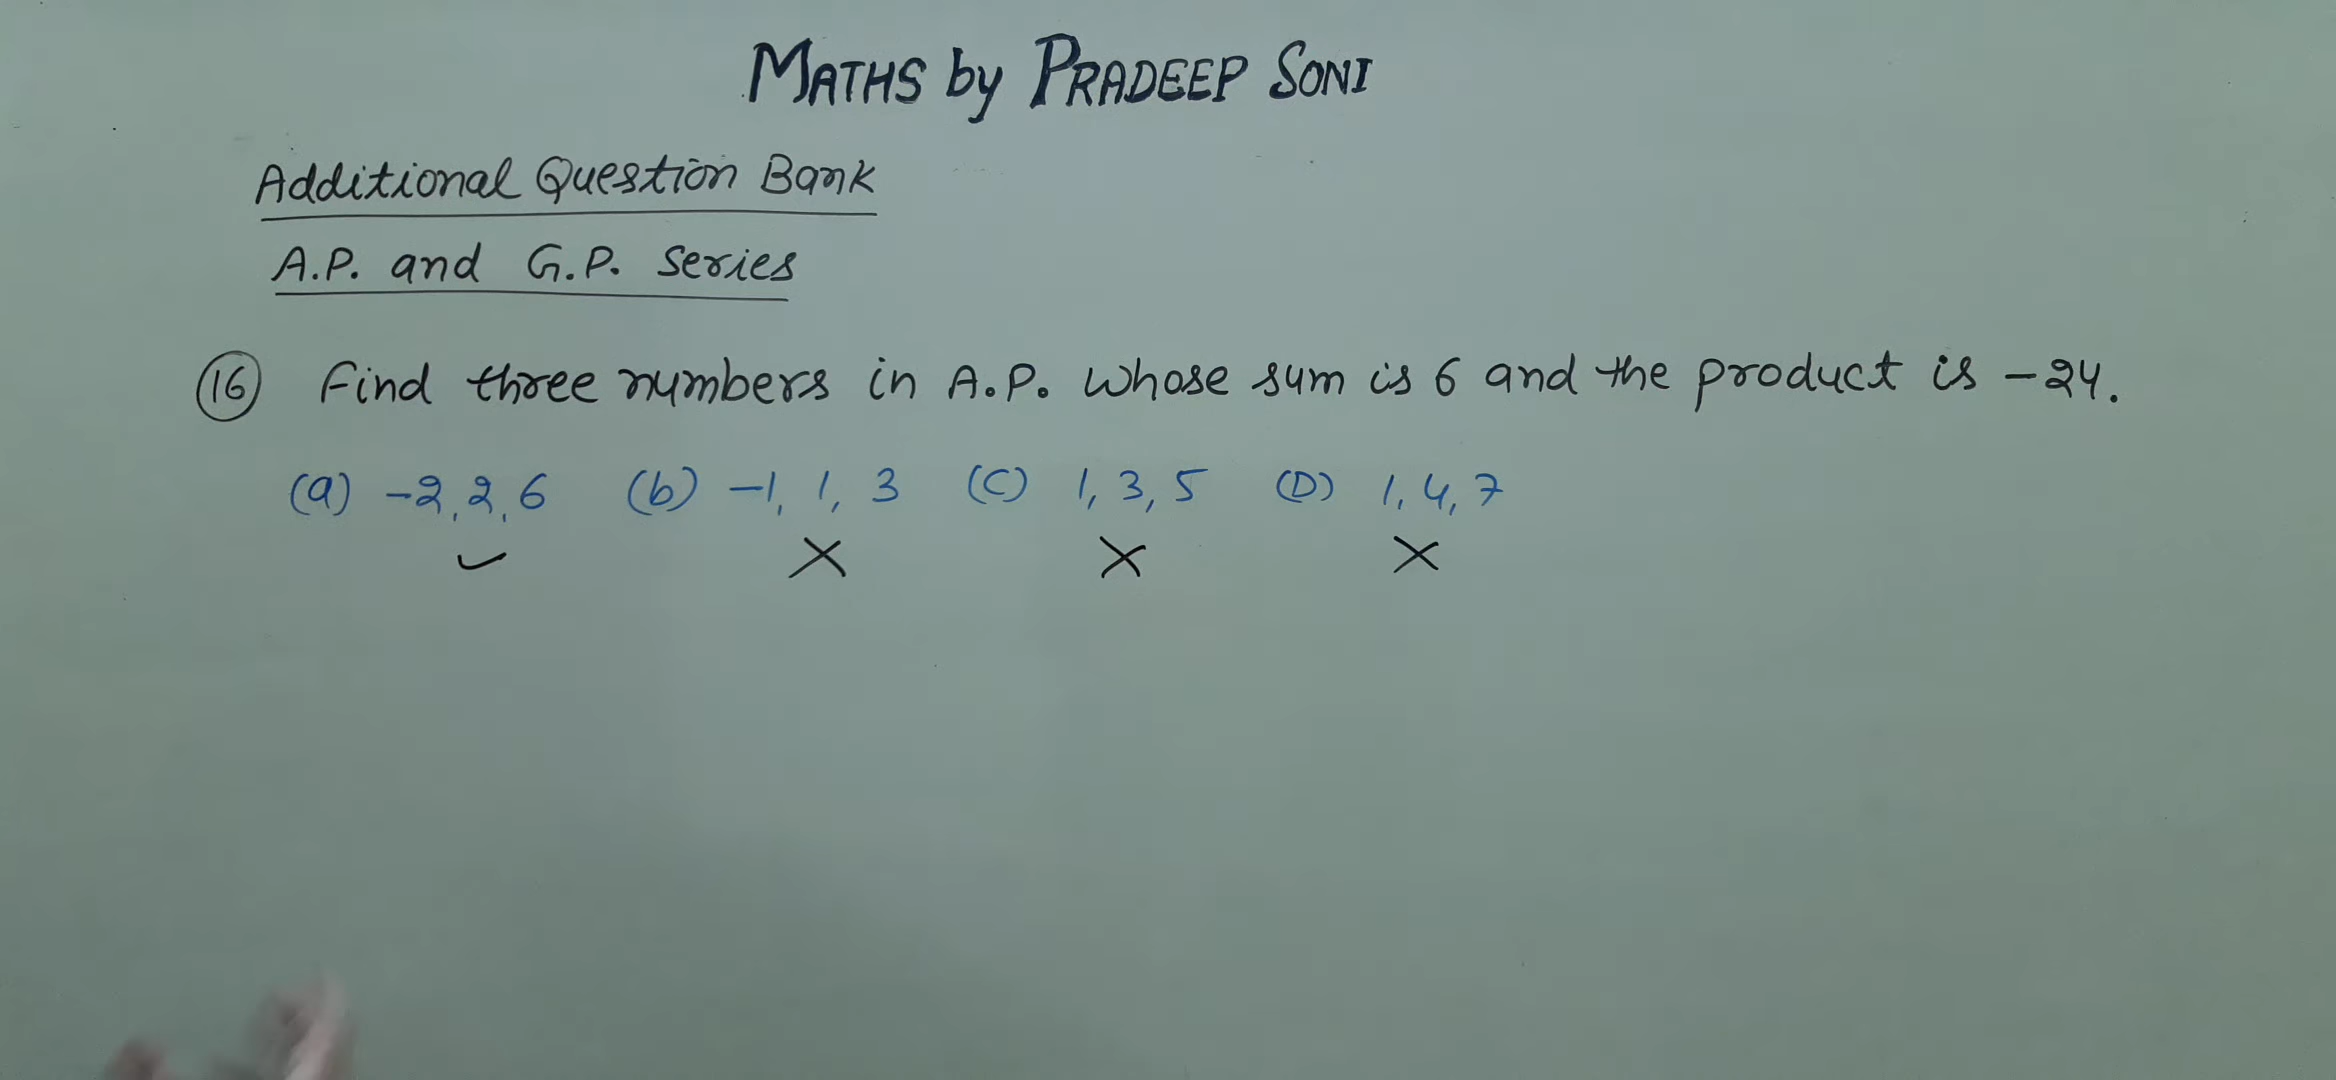 MATHS by PRADEEP SONI
Additional Question Bank
A.P. and G.P. Series
16 Find three numbers in A.P. whose sum is 6 and the product is -24.
(a) -2, 2, 6 (b) -1, 1, 3 (C) 1, 3, 5 (D) 1, 4, 7
✓ X X X